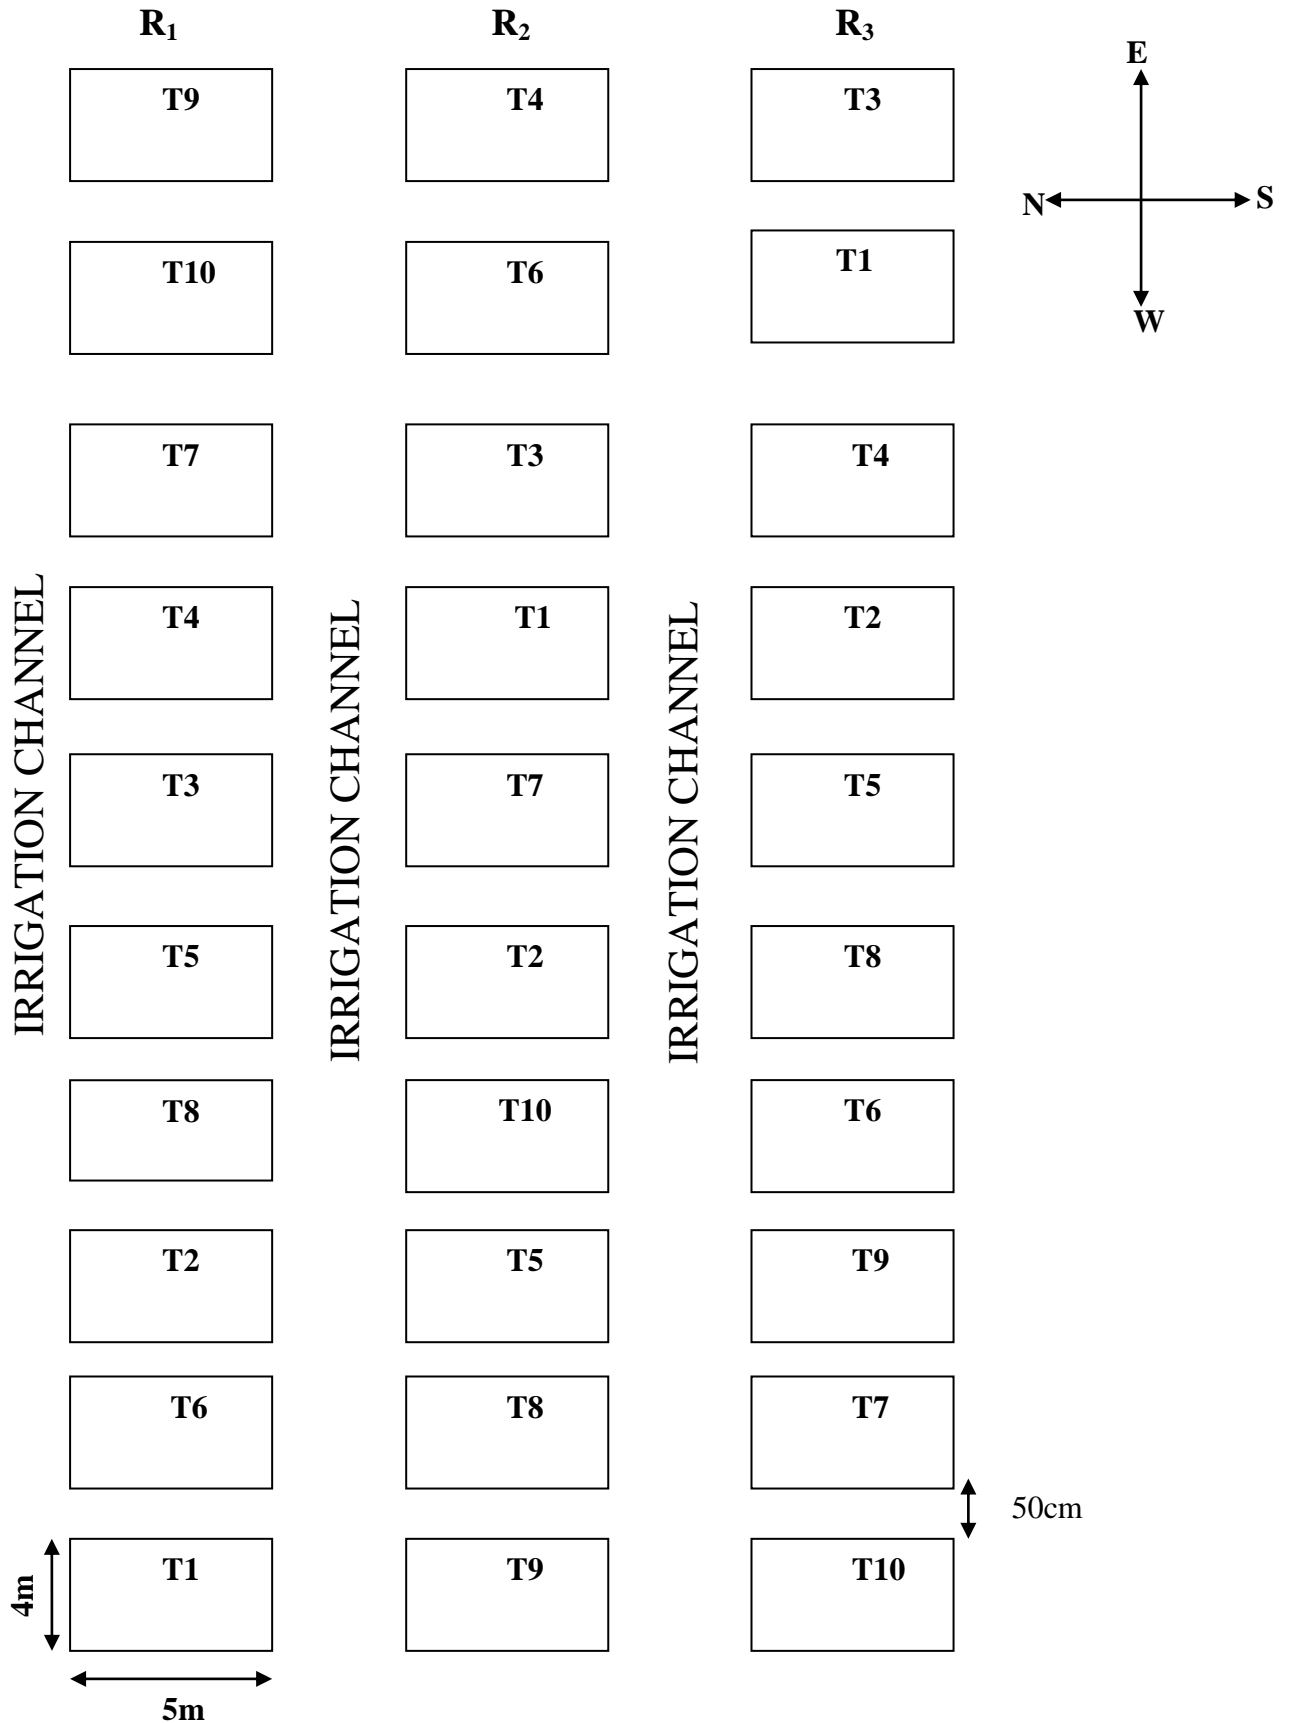 R1 R2 R3
E
T9 T4 T3
N S
T10 T6 T1
W
T7 T3 T4
IRRIGATION CHANNEL
IRRIGATION CHANNEL
IRRIGATION CHANNEL
T4 T1 T2
T3 T7 T5
T5 T2 T8
T8 T10 T6
T2 T5 T9
T6 T8 T7
50cm
T1 T9 T10
4m
5m